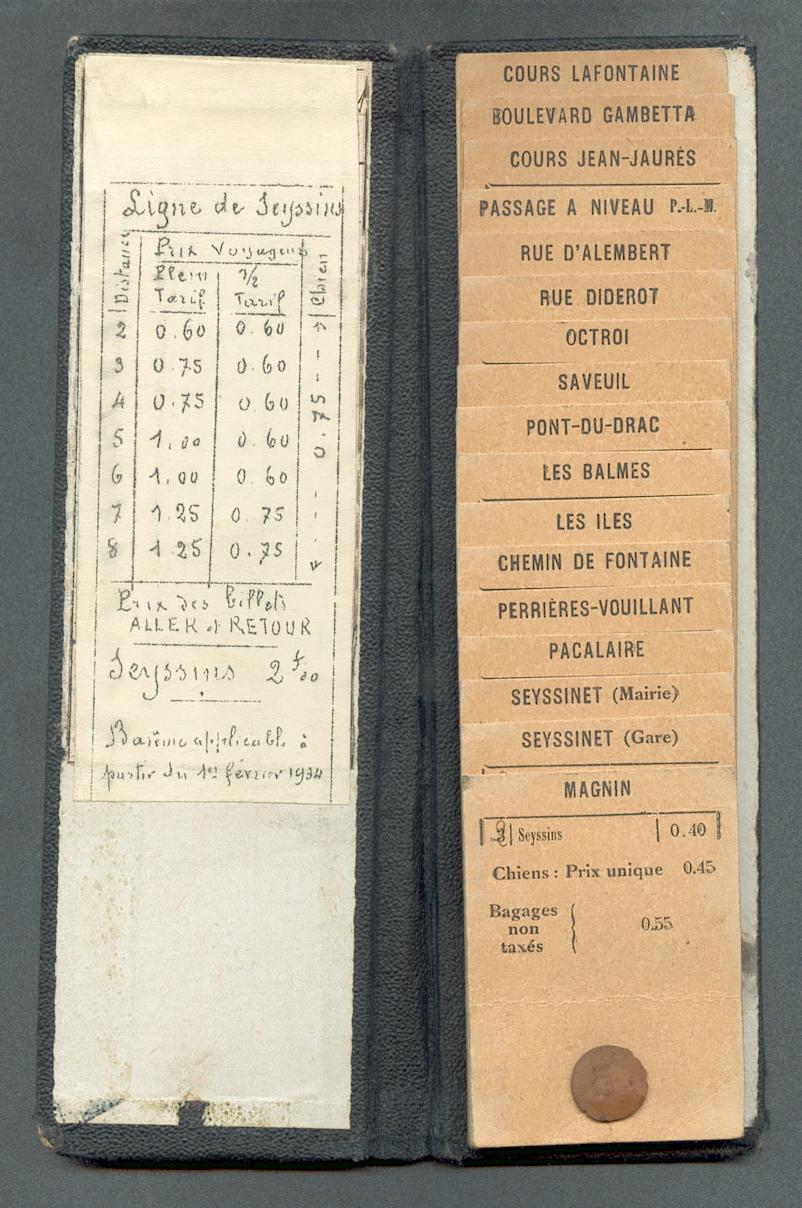 Ligne de Seyssins
Distance
Prix Voyageurs
Plein Tarif
1/2 Tarif
Chien
2 0.60 0.60
3 0.75 0.60
4 0.75 0.60
5 1.00 0.60
6 1.00 0.60
7 1.25 0.75
8 1.25 0.75
0.75
Prix des billets
ALLER et RETOUR
Seyssins 2f00
Barème applicable à
partir du 1er février 1934
COURS LAFONTAINE
BOULEVARD GAMBETTA
COURS JEAN-JAURÈS
PASSAGE A NIVEAU P.-L.-M.
RUE D'ALEMBERT
RUE DIDEROT
OCTROI
SAVEUIL
PONT-DU-DRAC
LES BALMES
LES ILES
CHEMIN DE FONTAINE
PERRIÈRES-VOUILLANT
PACALAIRE
SEYSSINET (Mairie)
SEYSSINET (Gare)
MAGNIN
Seyssins 0.40
Chiens : Prix unique 0.45
Bagages
non 0.55
taxés